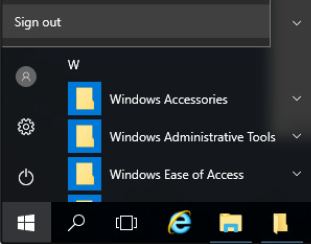 Sign out
W
Windows Accessories
Windows Administrative Tools
Windows Ease of Access